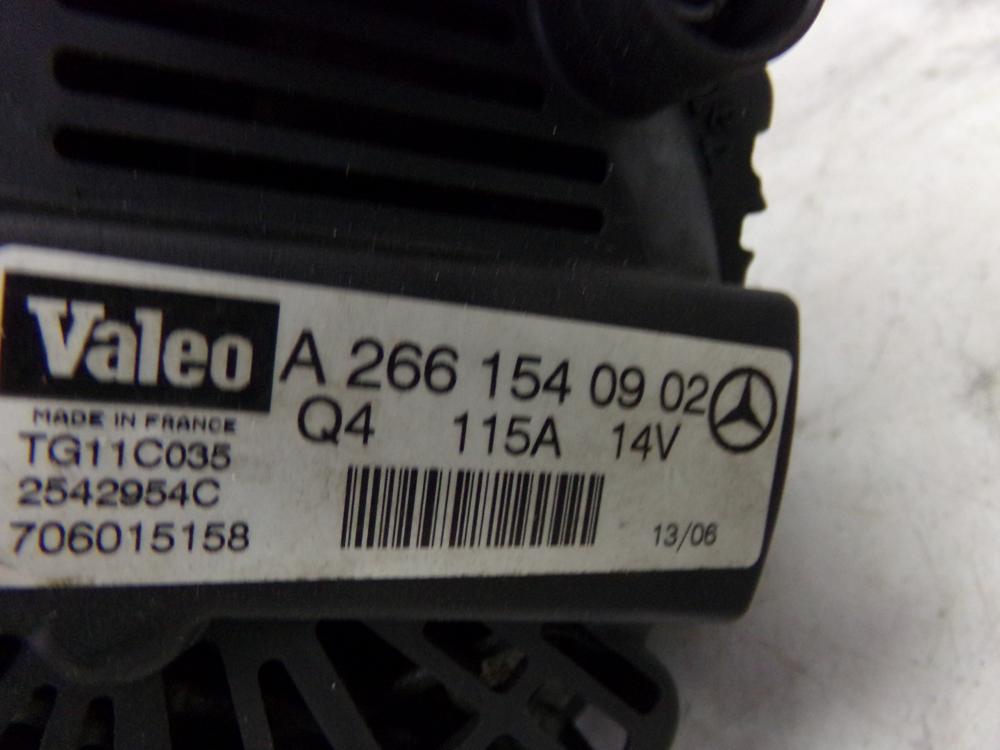 Valeo
A 266 154 09 02
MADE IN FRANCE
Q4 115A 14V
TG11C035
2542954C
706015158
13/06